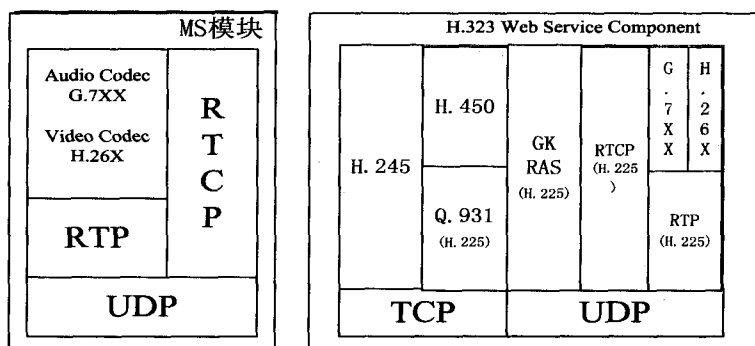 MS模块
Audio Codec
G.7XX
Video Codec
H.26X
R
T
C
P
RTP
UDP
H.323 Web Service Component
H. 245
H. 450
Q. 931
(H. 225)
GK
RAS
(H. 225)
RTCP
(H. 225
)
G
.
7
X
X
H
.
2
6
X
RTP
(H. 225)
TCP
UDP